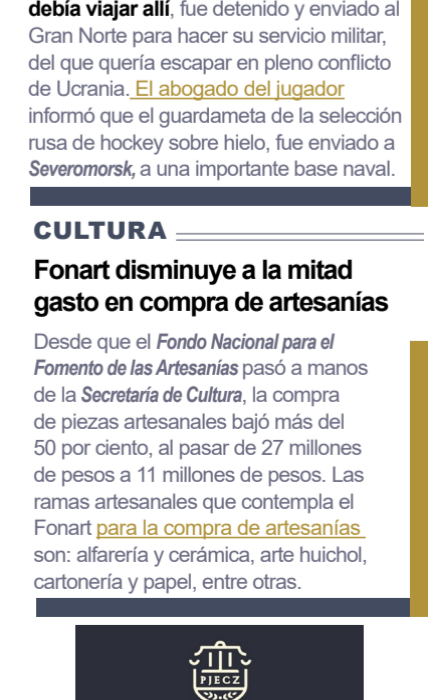 debía viajar allí, fue detenido y enviado al
Gran Norte para hacer su servicio militar,
del que quería escapar en pleno conflicto
de Ucrania. El abogado del jugador
informó que el guardameta de la selección
rusa de hockey sobre hielo, fue enviado a
Severomorsk, a una importante base naval.
CULTURA
Fonart disminuye a la mitad
gasto en compra de artesanías
Desde que el Fondo Nacional para el
Fomento de las Artesanías pasó a manos
de la Secretaría de Cultura, la compra
de piezas artesanales bajó más del
50 por ciento, al pasar de 27 millones
de pesos a 11 millones de pesos. Las
ramas artesanales que contempla el
Fonart para la compra de artesanías
son: alfarería y cerámica, arte huichol,
cartonería y papel, entre otras.
PJECZ